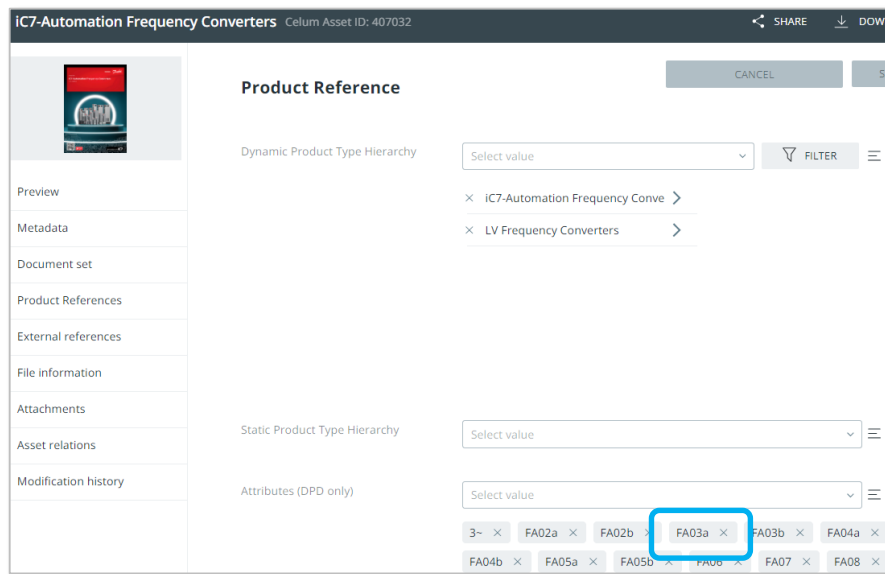 iC7-Automation Frequency Converters Celum Asset ID: 407032 SHARE DOW
Product Reference
CANCEL
S
Dynamic Product Type Hierarchy
Select value
FILTER
iC7-Automation Frequency Conve
LV Frequency Converters
Preview
Metadata
Document set
Product References
External references
File information
Attachments
Asset relations
Modification history
Static Product Type Hierarchy
Select value
Attributes (DPD only)
Select value
3~ FA02a FA02b FA03a FA03b FA04a
FA04b FA05a FA05b FA06 FA07 FA08